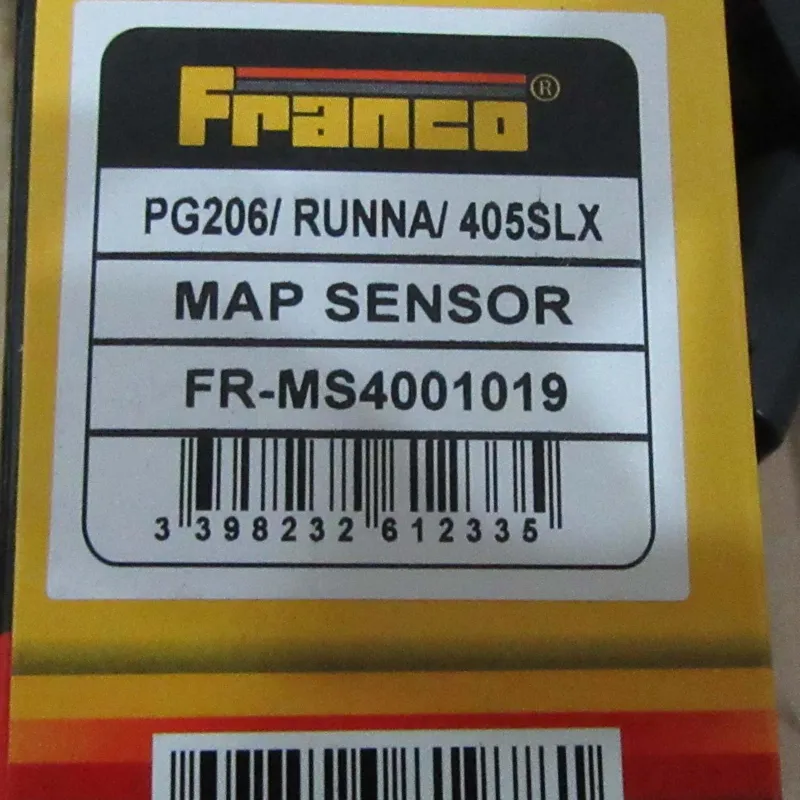 Franco®
PG206/ RUNNA/ 405SLX
MAP SENSOR
FR-MS4001019
3 398232 612335